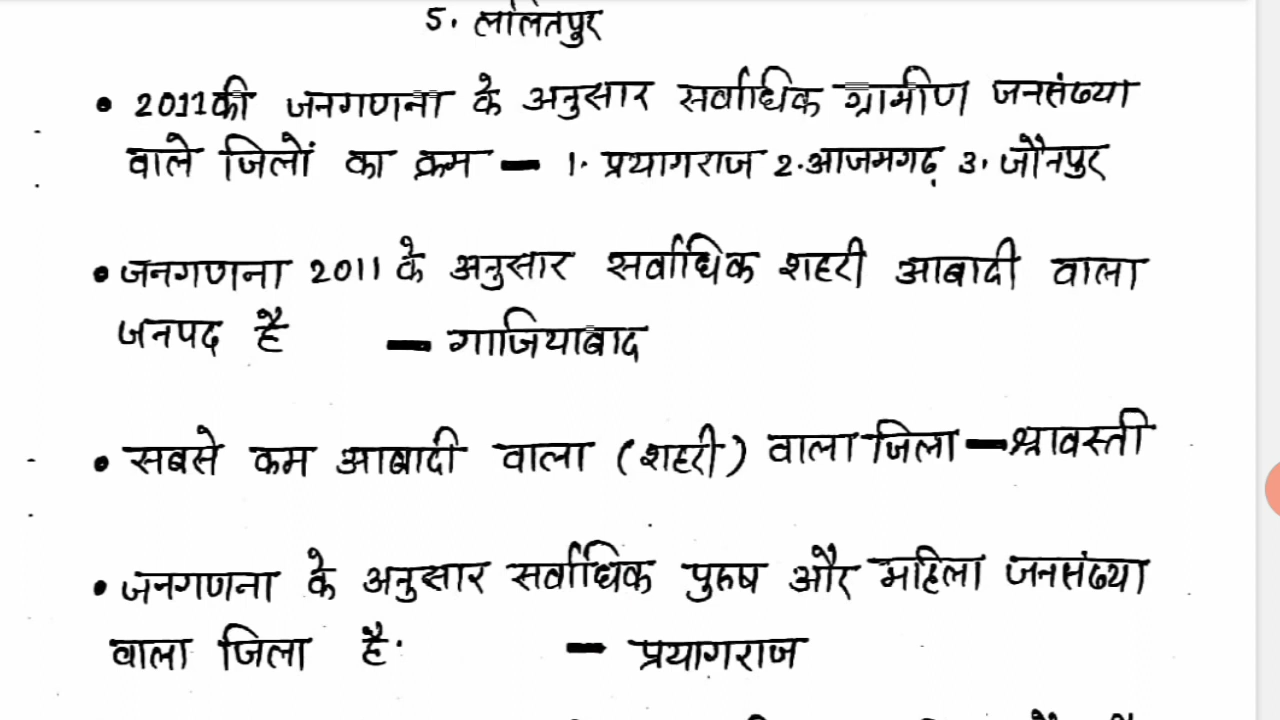 5. ललितपुर
• 2011की जनगणना के अनुसार सर्वाधिक ग्रामीण जनसंख्या
वाले जिलों का क्रम – 1. प्रयागराज 2.आजमगढ़ 3. जौनपुर
• जनगणना 2011 के अनुसार सर्वाधिक शहरी आबादी वाला
जनपद है – गाजियाबाद
• सबसे कम आबादी वाला (शहरी) वाला जिला – श्रावस्ती
• जनगणना के अनुसार सर्वाधिक पुरुष और महिला जनसंख्या
वाला जिला है. – प्रयागराज